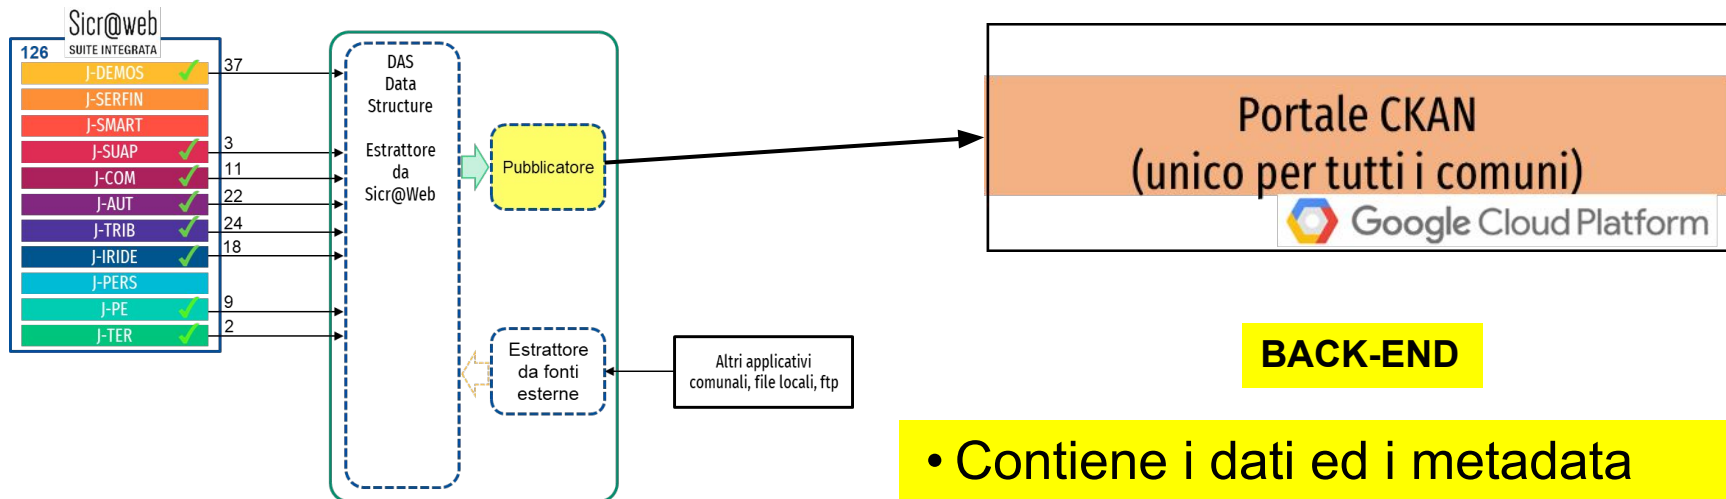 Sicr@web
SUITE INTEGRATA
126
J-DEMOS
37
J-SERFIN
J-SMART
J-SUAP
3
J-COM
11
J-AUT
22
J-TRIB
24
J-IRIDE
18
J-PERS
J-PE
9
J-TER
2
DAS
Data
Structure
Estrattore
da
Sicr@Web
Pubblicatore
Estrattore
da fonti
esterne
Altri applicativi
comunali, file locali, ftp
Portale CKAN
(unico per tutti i comuni)
Google Cloud Platform
BACK-END
• Contiene i dati ed i metadata